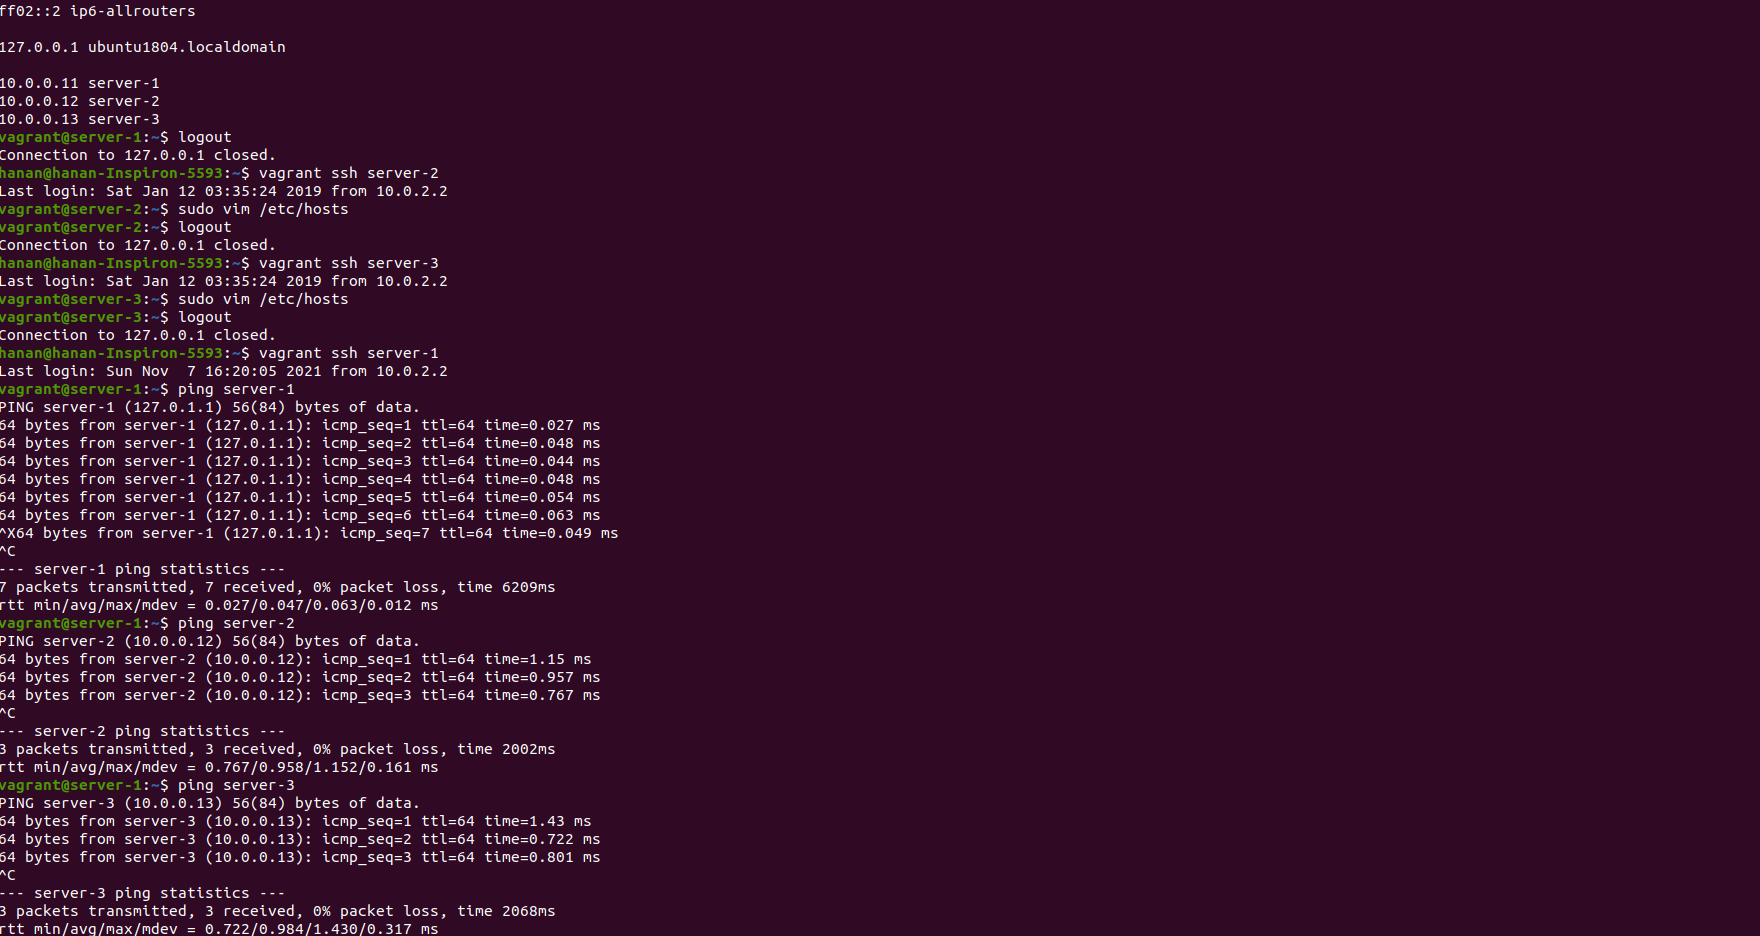 ff02::2 ip6-allrouters

127.0.0.1 ubuntu1804.localdomain

10.0.0.11 server-1
10.0.0.12 server-2
10.0.0.13 server-3
vagrant@server-1:~$ logout
Connection to 127.0.0.1 closed.
hanan@hanan-Inspiron-5593:~$ vagrant ssh server-2
Last login: Sat Jan 12 03:35:24 2019 from 10.0.2.2
vagrant@server-2:~$ sudo vim /etc/hosts
vagrant@server-2:~$ logout
Connection to 127.0.0.1 closed.
hanan@hanan-Inspiron-5593:~$ vagrant ssh server-3
Last login: Sat Jan 12 03:35:24 2019 from 10.0.2.2
vagrant@server-3:~$ sudo vim /etc/hosts
vagrant@server-3:~$ logout
Connection to 127.0.0.1 closed.
hanan@hanan-Inspiron-5593:~$ vagrant ssh server-1
Last login: Sun Nov  7 16:20:05 2021 from 10.0.2.2
vagrant@server-1:~$ ping server-1
PING server-1 (127.0.1.1) 56(84) bytes of data.
64 bytes from server-1 (127.0.1.1): icmp_seq=1 ttl=64 time=0.027 ms
64 bytes from server-1 (127.0.1.1): icmp_seq=2 ttl=64 time=0.048 ms
64 bytes from server-1 (127.0.1.1): icmp_seq=3 ttl=64 time=0.044 ms
64 bytes from server-1 (127.0.1.1): icmp_seq=4 ttl=64 time=0.048 ms
64 bytes from server-1 (127.0.1.1): icmp_seq=5 ttl=64 time=0.054 ms
64 bytes from server-1 (127.0.1.1): icmp_seq=6 ttl=64 time=0.063 ms
^X64 bytes from server-1 (127.0.1.1): icmp_seq=7 ttl=64 time=0.049 ms
^C
--- server-1 ping statistics ---
7 packets transmitted, 7 received, 0% packet loss, time 6209ms
rtt min/avg/max/mdev = 0.027/0.047/0.063/0.012 ms
vagrant@server-1:~$ ping server-2
PING server-2 (10.0.0.12) 56(84) bytes of data.
64 bytes from server-2 (10.0.0.12): icmp_seq=1 ttl=64 time=1.15 ms
64 bytes from server-2 (10.0.0.12): icmp_seq=2 ttl=64 time=0.957 ms
64 bytes from server-2 (10.0.0.12): icmp_seq=3 ttl=64 time=0.767 ms
^C
--- server-2 ping statistics ---
3 packets transmitted, 3 received, 0% packet loss, time 2002ms
rtt min/avg/max/mdev = 0.767/0.958/1.152/0.161 ms
vagrant@server-1:~$ ping server-3
PING server-3 (10.0.0.13) 56(84) bytes of data.
64 bytes from server-3 (10.0.0.13): icmp_seq=1 ttl=64 time=1.43 ms
64 bytes from server-3 (10.0.0.13): icmp_seq=2 ttl=64 time=0.722 ms
64 bytes from server-3 (10.0.0.13): icmp_seq=3 ttl=64 time=0.801 ms
^C
--- server-3 ping statistics ---
3 packets transmitted, 3 received, 0% packet loss, time 2068ms
rtt min/avg/max/mdev = 0.722/0.984/1.430/0.317 ms